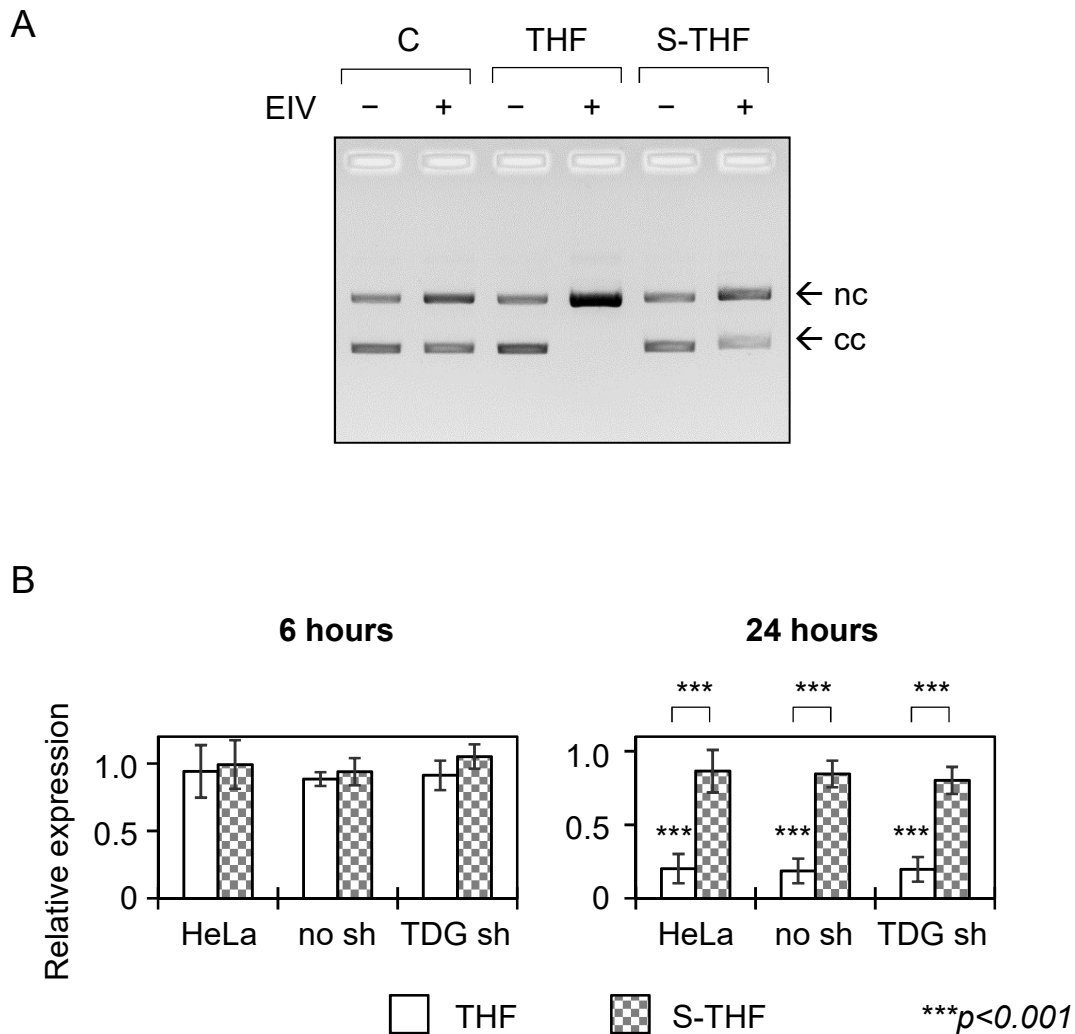 A
C THF S-THF
EIV − + − + − +
← nc
← cc
B
6 hours 24 hours
*** *** ***
Relative expression
1.0 0.5 0
*** *** ***
1.0 0.5 0
HeLa no sh TDG sh HeLa no sh TDG sh
THF S-THF ***p<0.001